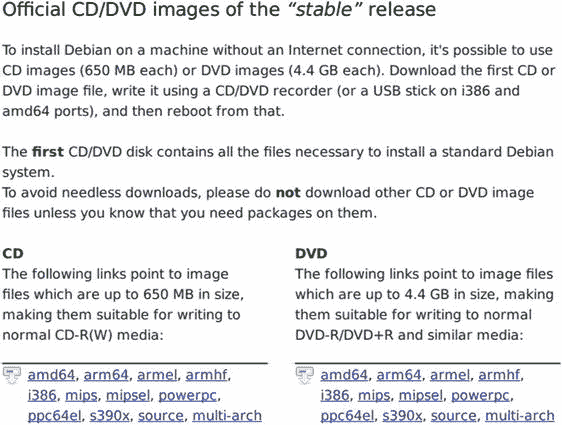 Official CD/DVD images of the “stable” release
To install Debian on a machine without an Internet connection, it's possible to use
CD images (650 MB each) or DVD images (4.4 GB each). Download the first CD or
DVD image file, write it using a CD/DVD recorder (or a USB stick on i386 and
amd64 ports), and then reboot from that.
The first CD/DVD disk contains all the files necessary to install a standard Debian
system.
To avoid needless downloads, please do not download other CD or DVD image
files unless you know that you need packages on them.
CD
The following links point to image
files which are up to 650 MB in size,
making them suitable for writing to
normal CD-R(W) media:
amd64, arm64, armel, armhf,
i386, mips, mipsel, powerpc,
ppc64el, s390x, source, multi-arch
DVD
The following links point to image files
which are up to 4.4 GB in size, making
them suitable for writing to normal
DVD-R/DVD+R and similar media:
amd64, arm64, armel, armhf,
i386, mips, mipsel, powerpc,
ppc64el, s390x, source, multi-arch